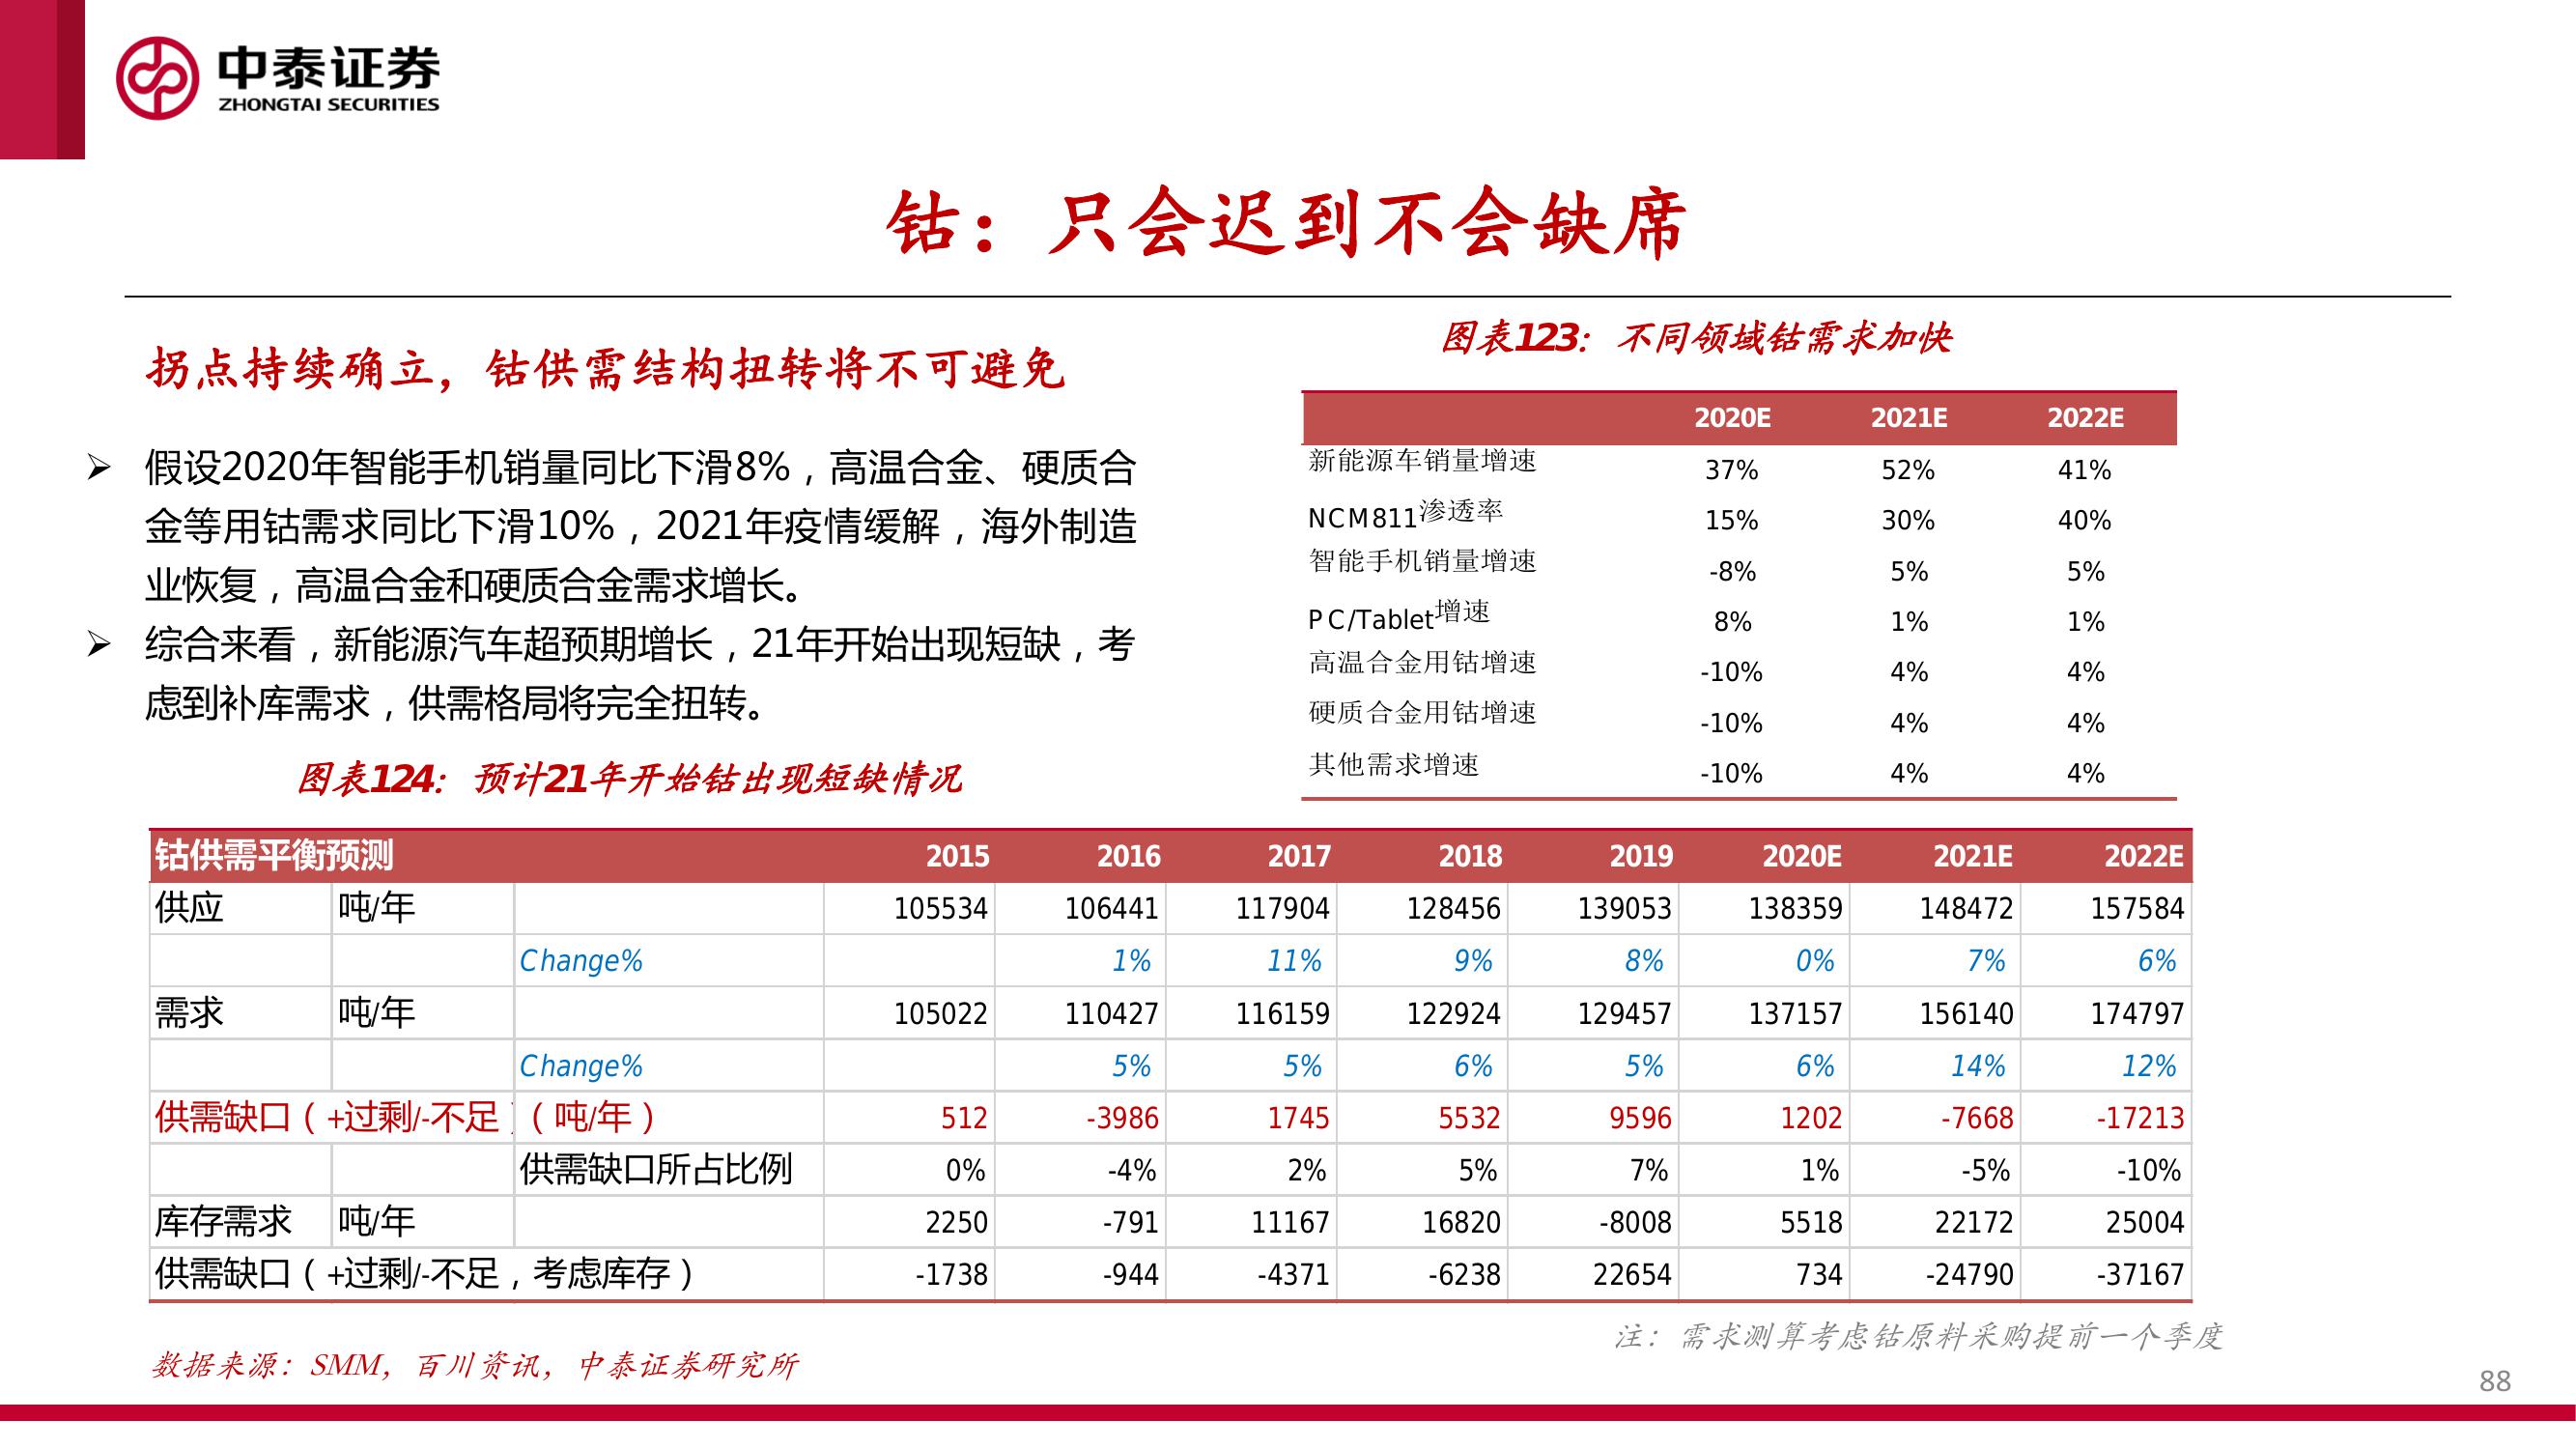 中泰证券
ZHONGTAI SECURITIES
钴：只会迟到不会缺席
拐点持续确立，钴供需结构扭转将不可避免
➢ 假设2020年智能手机销量同比下滑8%，高温合金、硬质合
金等用钴需求同比下滑10%，2021年疫情缓解，海外制造
业恢复，高温合金和硬质合金需求增长。
➢ 综合来看，新能源汽车超预期增长，21年开始出现短缺，考
虑到补库需求，供需格局将完全扭转。
图表123：不同领域钴需求加快
2020E 2021E 2022E
新能源车销量增速 37% 52% 41%
NCM811渗透率 15% 30% 40%
智能手机销量增速 -8% 5% 5%
PC/Tablet增速 8% 1% 1%
高温合金用钴增速 -10% 4% 4%
硬质合金用钴增速 -10% 4% 4%
其他需求增速 -10% 4% 4%
图表124：预计21年开始钴出现短缺情况
钴供需平衡预测 2015 2016 2017 2018 2019 2020E 2021E 2022E
供应 吨/年 105534 106441 117904 128456 139053 138359 148472 157584
Change% 1% 11% 9% 8% 0% 7% 6%
需求 吨/年 105022 110427 116159 122924 129457 137157 156140 174797
Change% 5% 5% 6% 5% 6% 14% 12%
供需缺口（+过剩/-不足）（吨/年） 512 -3986 1745 5532 9596 1202 -7668 -17213
供需缺口所占比例 0% -4% 2% 5% 7% 1% -5% -10%
库存需求 吨/年 2250 -791 11167 16820 -8008 5518 22172 25004
供需缺口（+过剩/-不足，考虑库存） -1738 -944 -4371 -6238 22654 734 -24790 -37167
注：需求测算考虑钴原料采购提前一个季度
数据来源：SMM，百川资讯，中泰证券研究所
88